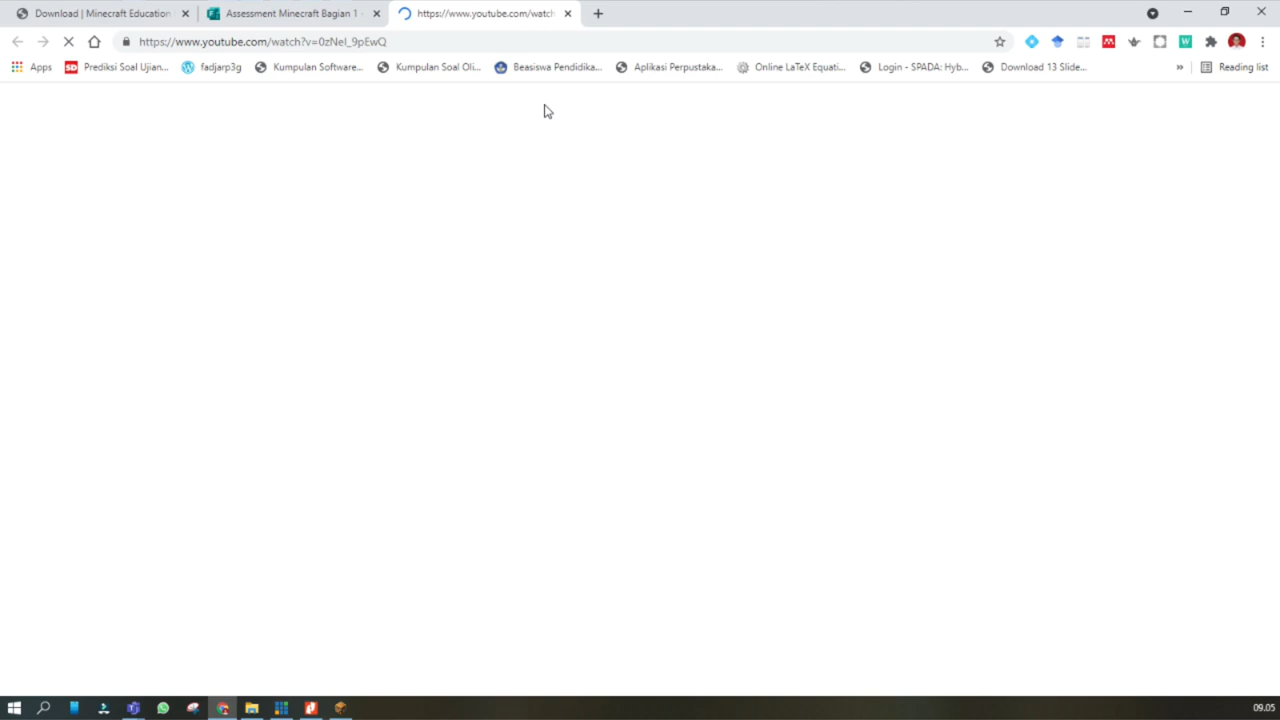 Download | Minecraft Education
Assessment Minecraft Bagian 1 -
https://www.youtube.com/watch
https://www.youtube.com/watch?v=0zNeI_9pEwQ
Apps
SD
Prediksi Soal Ujian...
fadjarp3g
Kumpulan Software...
Kumpulan Soal Oli...
Beasiswa Pendidika...
Aplikasi Perpustaka...
Online LaTeX Equati...
Login - SPADA: Hyb...
Download 13 Slide...
»
Reading list
09.05